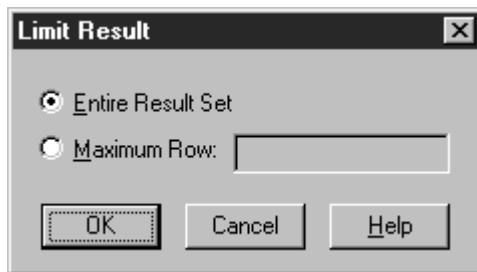 Limit Result
Entire Result Set
Maximum Row:
OK Cancel Help